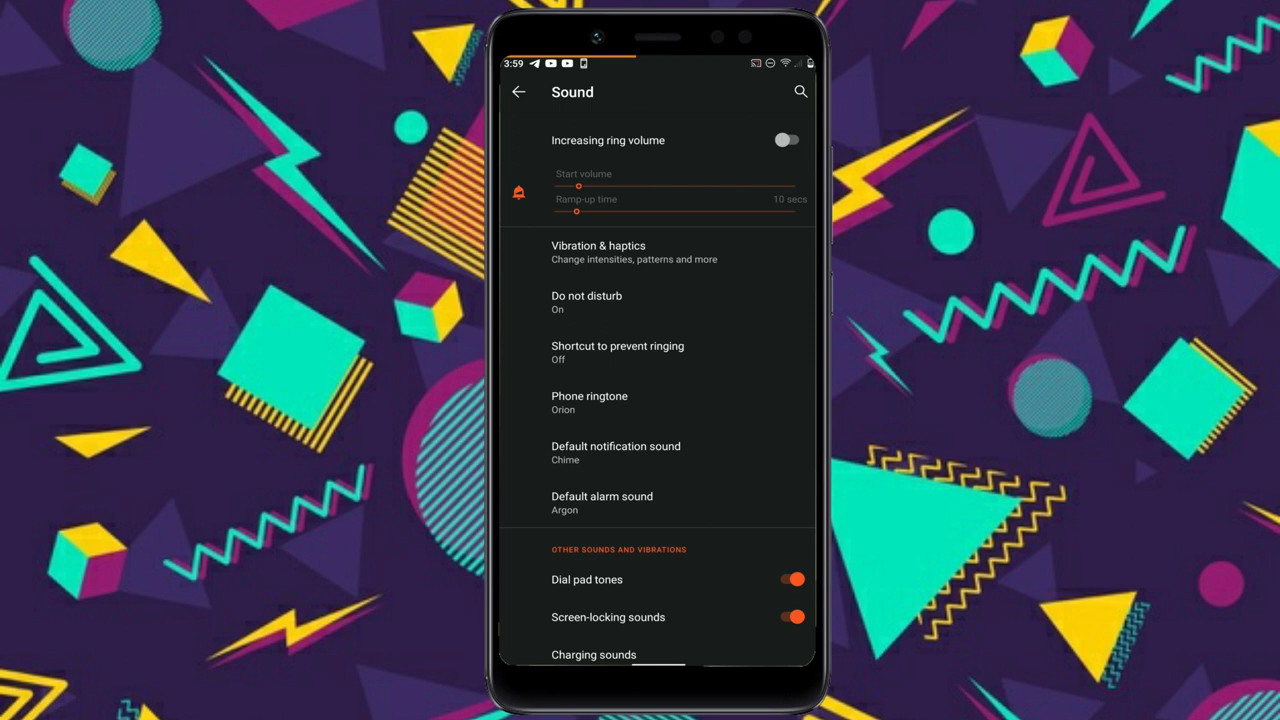 3:59
Sound
Increasing ring volume
Start volume
Ramp-up time 10 secs
Vibration & haptics
Change intensities, patterns and more
Do not disturb
On
Shortcut to prevent ringing
Off
Phone ringtone
Orion
Default notification sound
Chime
Default alarm sound
Argon
OTHER SOUNDS AND VIBRATIONS
Dial pad tones
Screen-locking sounds
Charging sounds